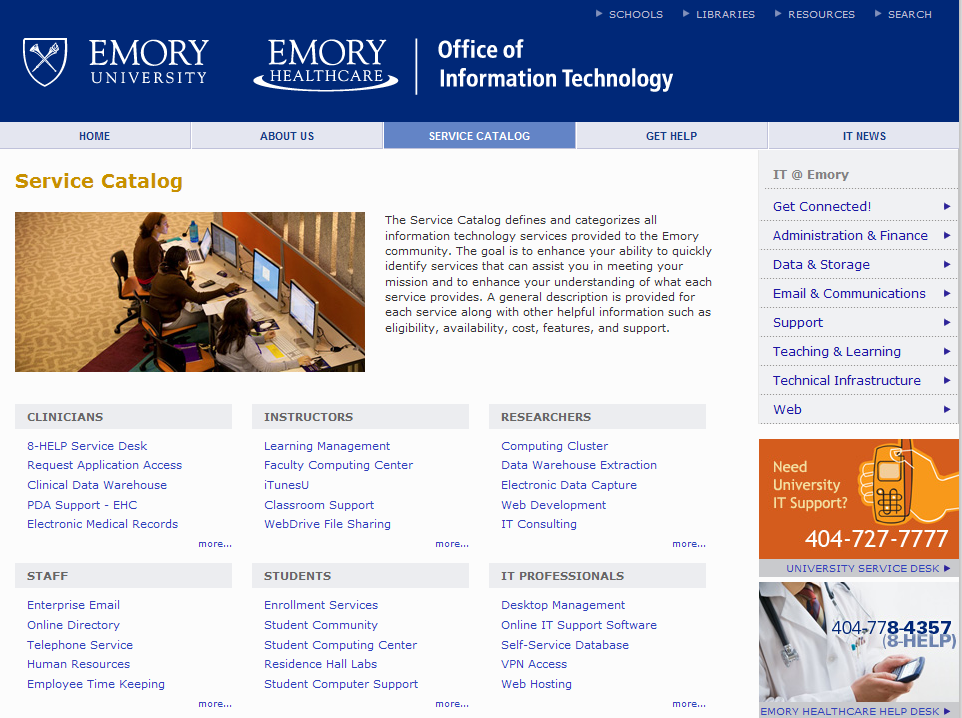 SCHOOLS LIBRARIES RESOURCES SEARCH
EMORY
UNIVERSITY
EMORY
HEALTHCARE
Office of
Information Technology
HOME ABOUT US SERVICE CATALOG GET HELP IT NEWS
Service Catalog
The Service Catalog defines and categorizes all
information technology services provided to the Emory
community. The goal is to enhance your ability to quickly
identify services that can assist you in meeting your
mission and to enhance your understanding of what each
service provides. A general description is provided for
each service along with other helpful information such as
eligibility, availability, cost, features, and support.
CLINICIANS
8-HELP Service Desk
Request Application Access
Clinical Data Warehouse
PDA Support - EHC
Electronic Medical Records
more...
INSTRUCTORS
Learning Management
Faculty Computing Center
iTunesU
Classroom Support
WebDrive File Sharing
more...
RESEARCHERS
Computing Cluster
Data Warehouse Extraction
Electronic Data Capture
Web Development
IT Consulting
more...
STAFF
Enterprise Email
Online Directory
Telephone Service
Human Resources
Employee Time Keeping
more...
STUDENTS
Enrollment Services
Student Community
Student Computing Center
Residence Hall Labs
Student Computer Support
more...
IT PROFESSIONALS
Desktop Management
Online IT Support Software
Self-Service Database
VPN Access
Web Hosting
more...
IT @ Emory
Get Connected!
Administration & Finance
Data & Storage
Email & Communications
Support
Teaching & Learning
Technical Infrastructure
Web
Need
University
IT Support?
404-727-7777
UNIVERSITY SERVICE DESK
404-778-4357
(8-HELP)
EMORY HEALTHCARE HELP DESK